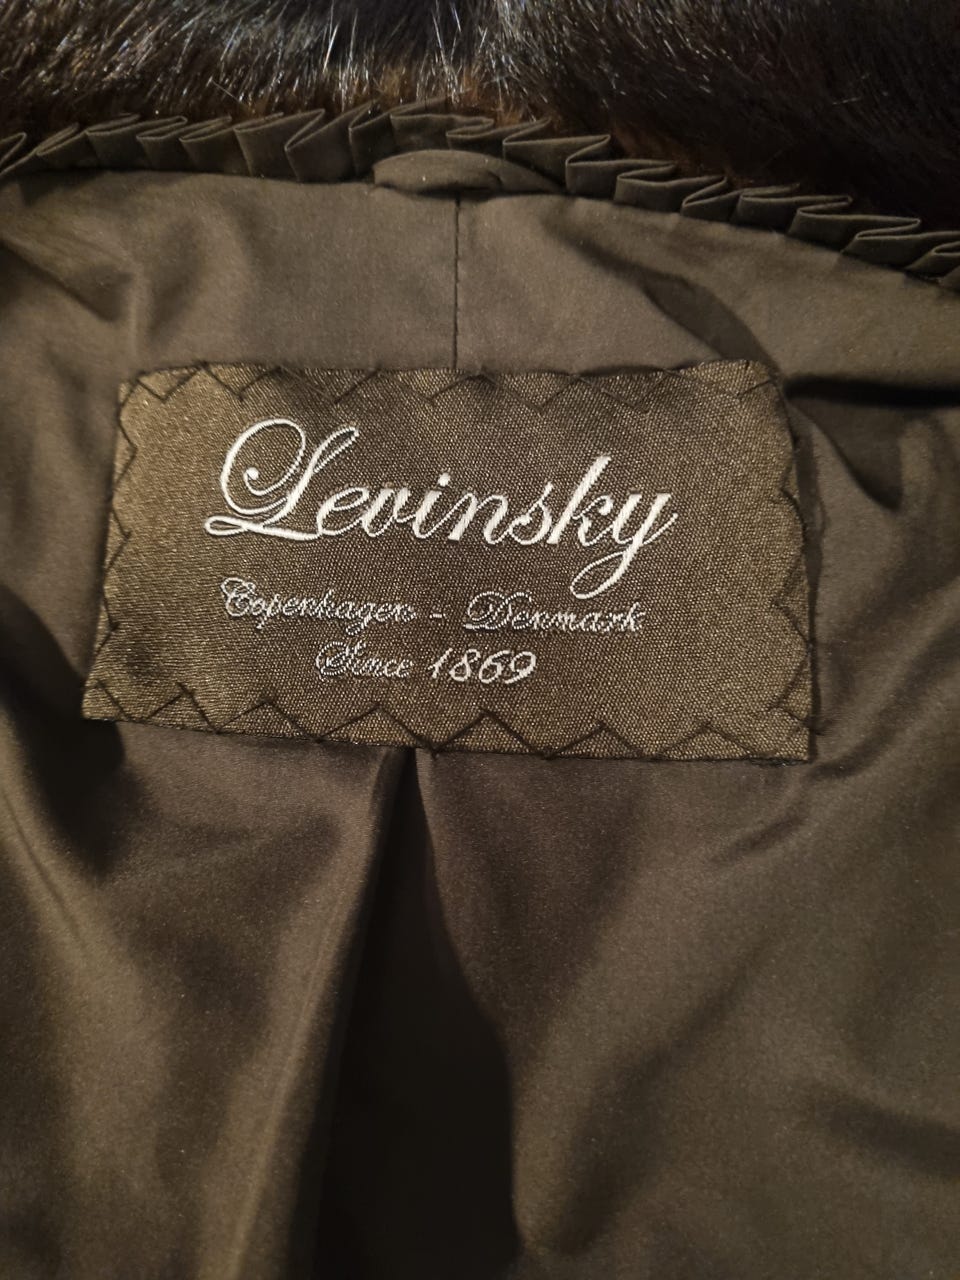 Levinsky
Copenhagen - Denmark
Since 1869